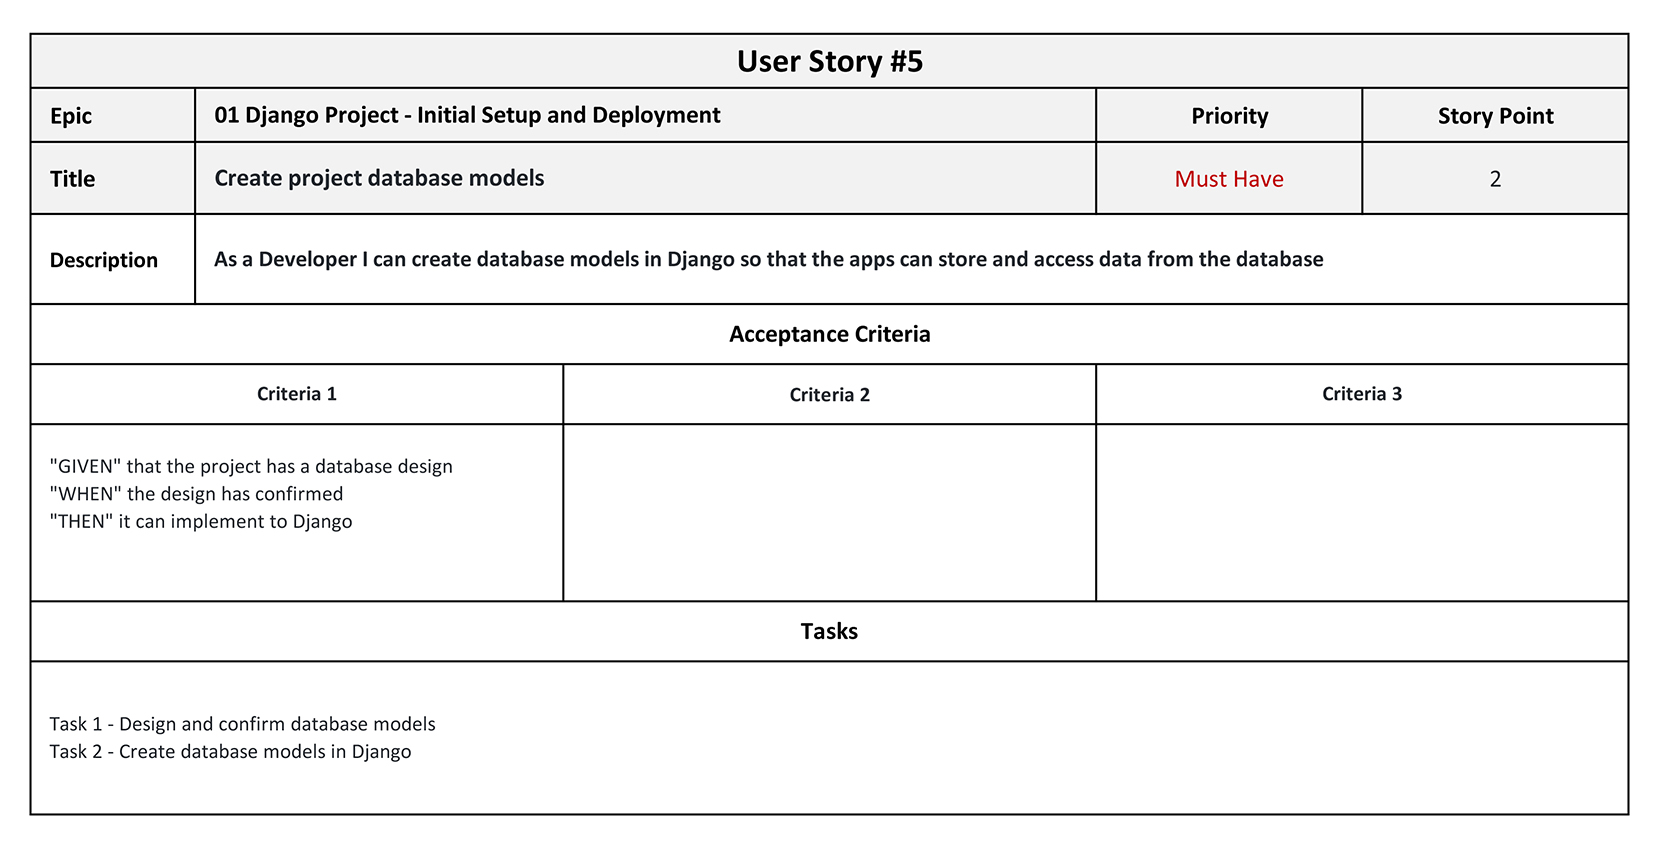 User Story #5
Epic
01 Django Project - Initial Setup and Deployment
Priority
Story Point
Title
Create project database models
Must Have
2
Description
As a Developer I can create database models in Django so that the apps can store and access data from the database
Acceptance Criteria
Criteria 1
Criteria 2
Criteria 3
"GIVEN" that the project has a database design
"WHEN" the design has confirmed
"THEN" it can implement to Django
Tasks
Task 1 - Design and confirm database models
Task 2 - Create database models in Django